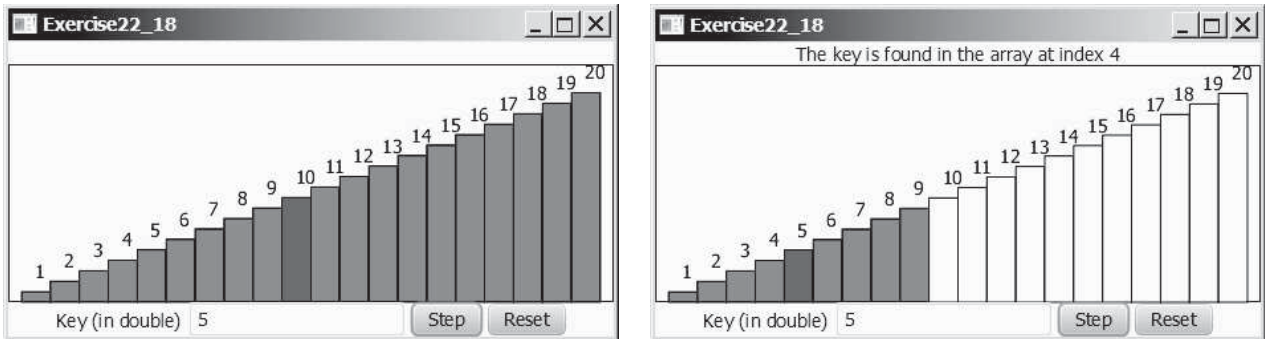 Exercise22_18
1 2 3 4 5 6 7 8 9 10 11 12 13 14 15 16 17 18 19 20
Key (in double) 5 Step Reset
Exercise22_18
The key is found in the array at index 4
1 2 3 4 5 6 7 8 9 10 11 12 13 14 15 16 17 18 19 20
Key (in double) 5 Step Reset